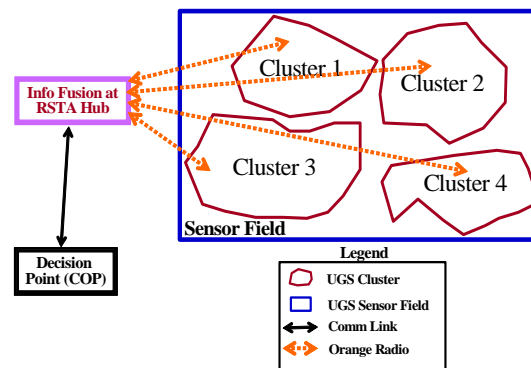 Cluster 1
Cluster 2
Info Fusion at
RSTA Hub
Cluster 3
Cluster 4
Sensor Field
Decision
Point (COP)
Legend
UGS Cluster
UGS Sensor Field
Comm Link
Orange Radio